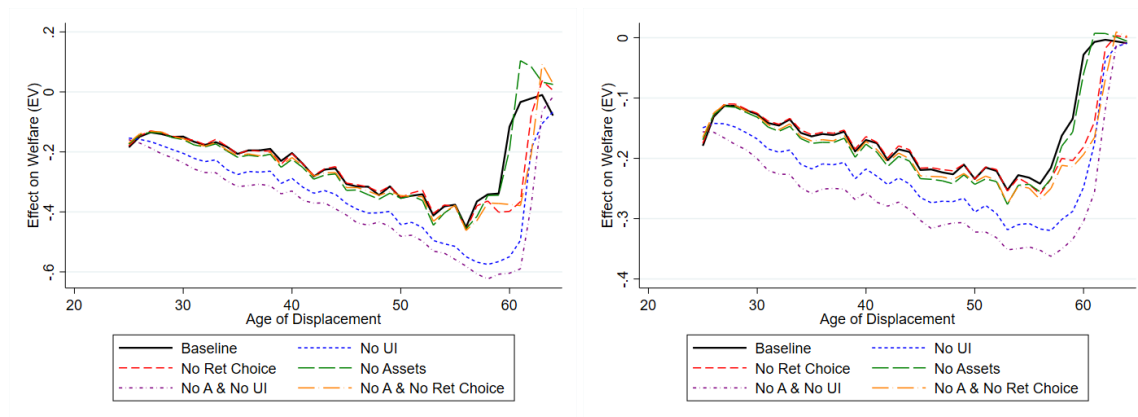 .2
0
-.2
-.4
-.6
Effect on Welfare (EV)
20 30 40 50 60
Age of Displacement
Baseline No UI
No Ret Choice No Assets
No A & No UI No A & No Ret Choice
0
-.1
-.2
-.3
-.4
Effect on Welfare (EV)
20 30 40 50 60
Age of Displacement
Baseline No UI
No Ret Choice No Assets
No A & No UI No A & No Ret Choice